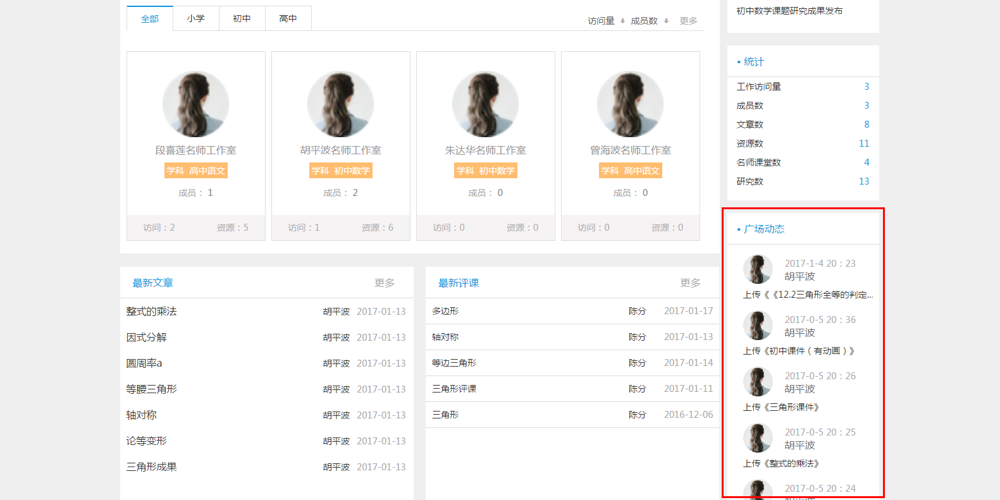 全部 小学 初中 高中 访问量 成员数 更多
段喜莲名师工作室
学科 高中语文
成员： 1
访问：2 资源：5
胡平波名师工作室
学科 初中数学
成员： 2
访问：1 资源：6
朱达华名师工作室
学科 初中数学
成员： 0
访问：0 资源：0
曾海波名师工作室
学科 高中语文
成员： 0
访问：0 资源：0
最新文章 更多
整式的乘法 胡平波 2017-01-13
因式分解 胡平波 2017-01-13
圆周率a 胡平波 2017-01-13
等腰三角形 胡平波 2017-01-13
轴对称 胡平波 2017-01-13
论等变形 胡平波 2017-01-13
三角形成果 胡平波 2017-01-13
最新评课 更多
多边形 陈分 2017-01-17
轴对称 陈分 2017-01-13
等边三角形 陈分 2017-01-14
三角形评课 陈分 2017-01-11
三角形 陈分 2016-12-06
初中数学课题研究成果发布
• 统计
工作访问量 3
成员数 3
文章数 8
资源数 11
名师课堂数 4
研究数 13
• 广场动态
2017-1-4 20：23
胡平波
上传《《12.2三角形全等的判定...
2017-0-5 20：36
胡平波
上传《初中课件（有动画）》
2017-0-5 20：26
胡平波
上传《三角形课件》
2017-0-5 20：25
胡平波
上传《整式的乘法》
2017-0-5 20：24